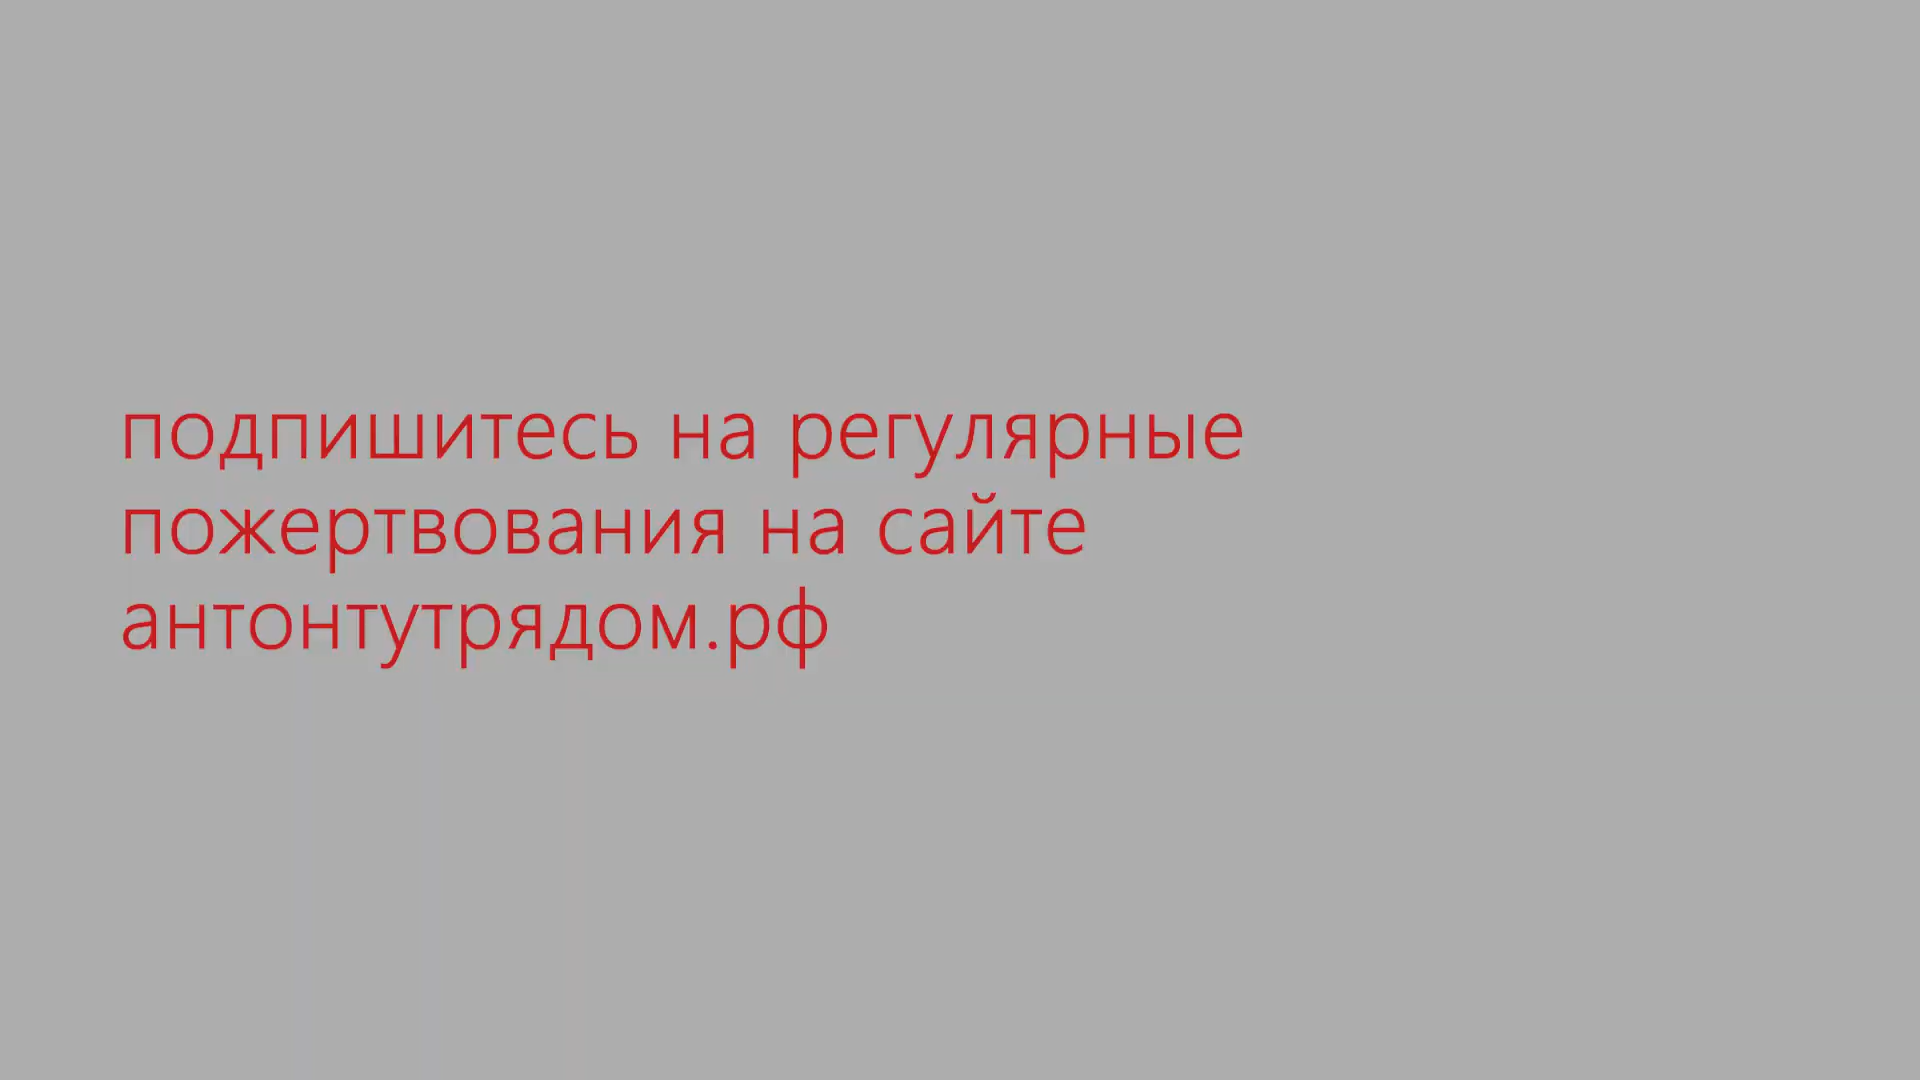 подпишитесь на регулярные
пожертвования на сайте
антонтутрядом.рф